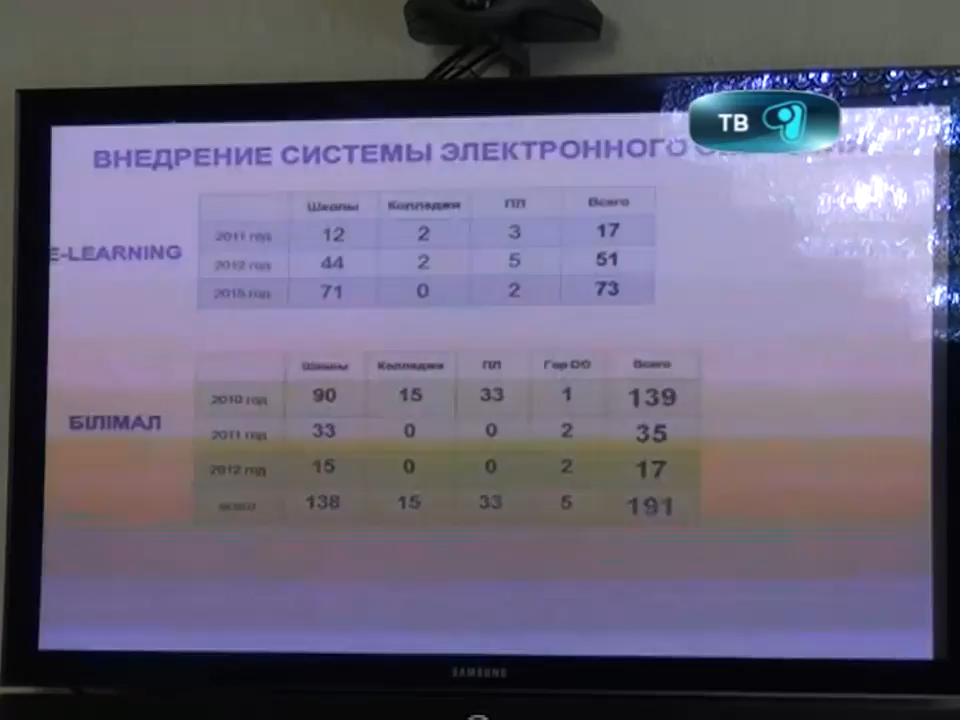 ТВ
ВНЕДРЕНИЕ СИСТЕМЫ ЭЛЕКТРОННОГО
Школы Колледжи ПЛ Всего
2011 год 12 2 3 17
E-LEARNING
2012 год 44 2 5 51
2013 год 71 0 2 73
Школы Колледжи ПЛ Гор ОО Всего
2010 год 90 15 33 1 139
БІЛІМАЛ
2011 год 33 0 0 2 35
2012 год 15 0 0 2 17
всего 138 15 33 5 191
SAMSUNG